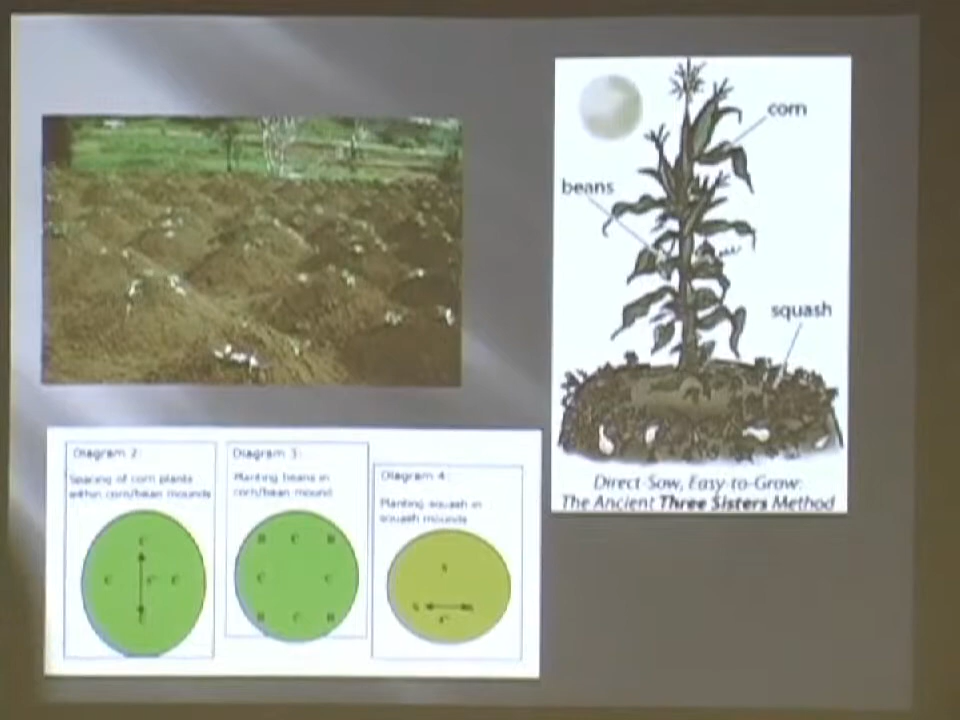 corn
beans
squash
Direct-Sow, Easy-to-Grow:
The Ancient Three Sisters Method
Diagram 2:
Spacing of corn plants
within corn/bean mounds
C
C
C
C
Diagram 3:
Planting beans in
corn/bean mound
B C B
C C
B C B
Diagram 4:
Planting squash in
squash mounds
S
S
4"